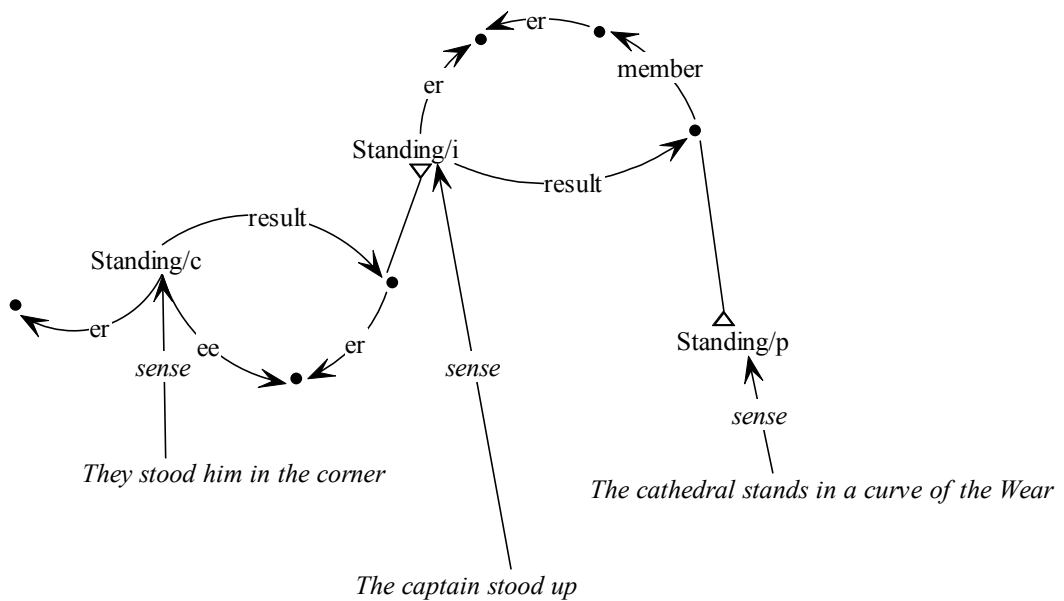 er
member
er
Standing/i
result
result
Standing/c
er
ee
er
Standing/p
sense
sense
sense
They stood him in the corner
The cathedral stands in a curve of the Wear
The captain stood up